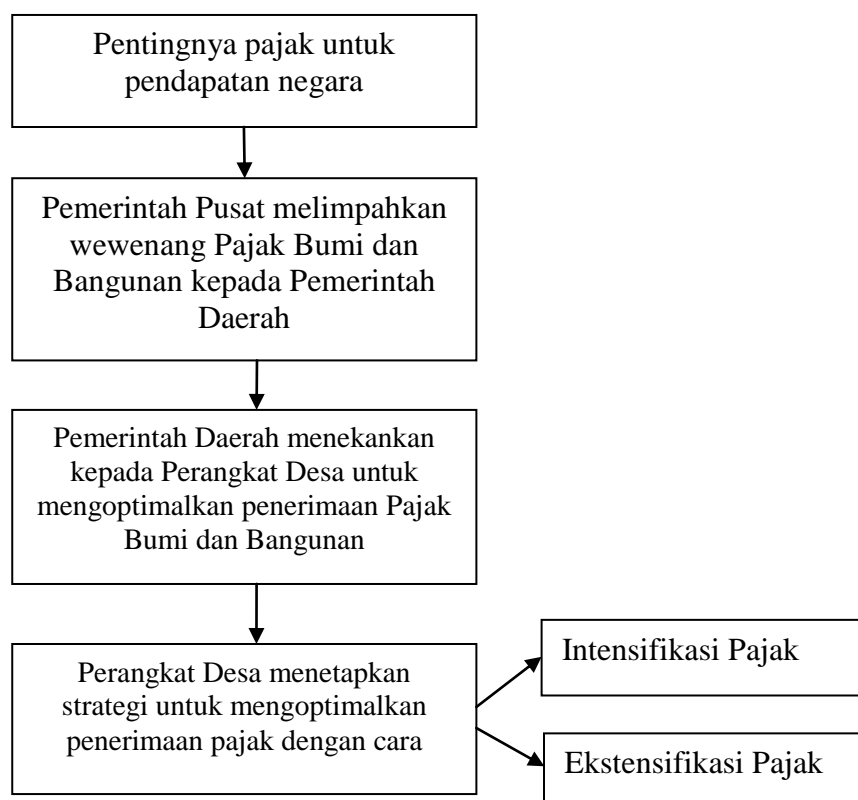 Pentingnya pajak untuk
pendapatan negara
Pemerintah Pusat melimpahkan
wewenang Pajak Bumi dan
Bangunan kepada Pemerintah
Daerah
Pemerintah Daerah menekankan
kepada Perangkat Desa untuk
mengoptimalkan penerimaan Pajak
Bumi dan Bangunan
Perangkat Desa menetapkan
strategi untuk mengoptimalkan
penerimaan pajak dengan cara
Intensifikasi Pajak
Ekstensifikasi Pajak